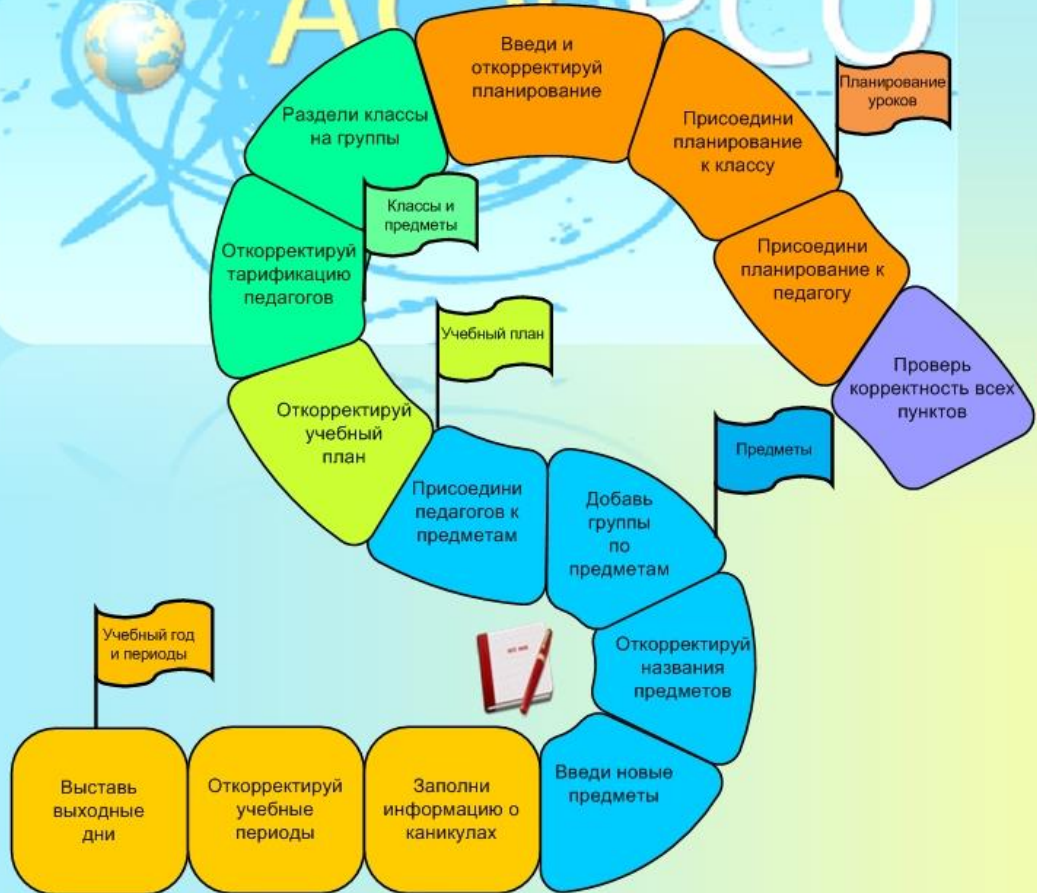 Введи и
откорректируй
планирование
Присоедини
планирование
к классу
Планирование
уроков
Раздели классы
на группы
Классы и
предметы
Присоедини
планирование к
педагогу
Откорректируй
тарификацию
педагогов
Учебный план
Проверь
корректность всех
пунктов
Откорректируй
учебный
план
Предметы
Присоедини
педагогов к
предметам
Добавь
группы
по
предметам
Учебный год
и периоды
Откорректируй
названия
предметов
Выставь
выходные
дни
Откорректируй
учебные
периоды
Заполни
информацию о
каникулах
Введи новые
предметы